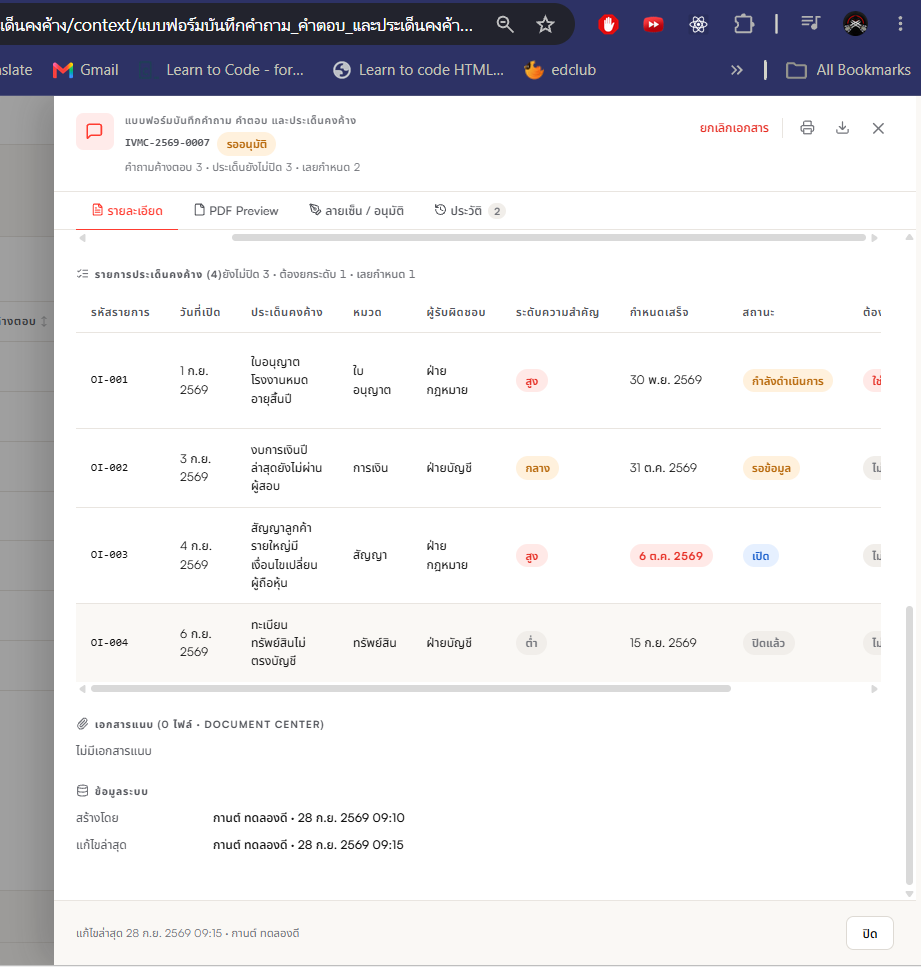 เด็นคงค้าง/context/แบบฟอร์มบันทึกคำถาม_คำตอบ_และประเด็นคงค้า...
nslate Gmail Learn to Code - for... Learn to code HTML... edclub » All Bookmarks
แบบฟอร์มบันทึกคำถาม คำตอบ และประเด็นคงค้าง
IVMC-2569-0007 รออนุมัติ
คำถามค้างตอบ 3 • ประเด็นยังไม่ปิด 3 • เลยกำหนด 2
ยกเลิกเอกสาร
รายละเอียด PDF Preview ลายเซ็น / อนุมัติ ประวัติ 2
้างตอบ
รายการประเด็นคงค้าง (4)ยังไม่ปิด 3 • ต้องยกระดับ 1 • เลยกำหนด 1
รหัสรายการ วันที่เปิด ประเด็นคงค้าง หมวด ผู้รับผิดชอบ ระดับความสำคัญ กำหนดเสร็จ สถานะ ต้อง
OI-001
1 ก.ย.
2569
ใบอนุญาต
โรงงานหมด
อายุสิ้นปี
ใบ
อนุญาต
ฝ่าย
กฎหมาย
สูง
30 พ.ย. 2569
กำลังดำเนินการ
ใช่
OI-002
3 ก.ย.
2569
งบการเงินปี
ล่าสุดยังไม่ผ่าน
ผู้สอบ
การเงิน
ฝ่ายบัญชี
กลาง
31 ต.ค. 2569
รอข้อมูล
ไม
OI-003
4 ก.ย.
2569
สัญญาลูกค้า
รายใหญ่มี
เงื่อนไขเปลี่ยน
ผู้ถือหุ้น
สัญญา
ฝ่าย
กฎหมาย
สูง
6 ต.ค. 2569
เปิด
ไม
OI-004
6 ก.ย.
2569
ทะเบียน
ทรัพย์สินไม่
ตรงบัญชี
ทรัพย์สิน
ฝ่ายบัญชี
ต่ำ
15 ก.ย. 2569
ปิดแล้ว
ไม
เอกสารแนบ (0 ไฟล์ • DOCUMENT CENTER)
ไม่มีเอกสารแนบ
ข้อมูลระบบ
สร้างโดย กานต์ ทดลองดี • 28 ก.ย. 2569 09:10
แก้ไขล่าสุด กานต์ ทดลองดี • 28 ก.ย. 2569 09:15
แก้ไขล่าสุด 28 ก.ย. 2569 09:15 • กานต์ ทดลองดี
ปิด